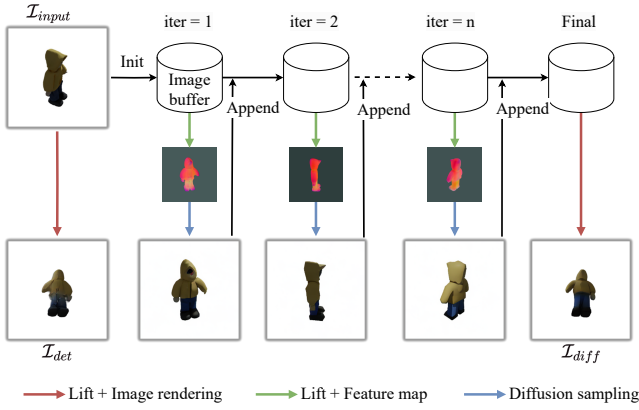 𝓘_input
iter = 1
iter = 2
iter = n
Final
Init
Image
buffer
Append
Append
Append
𝓘_det
𝓘_diff
Lift + Image rendering
Lift + Feature map
Diffusion sampling